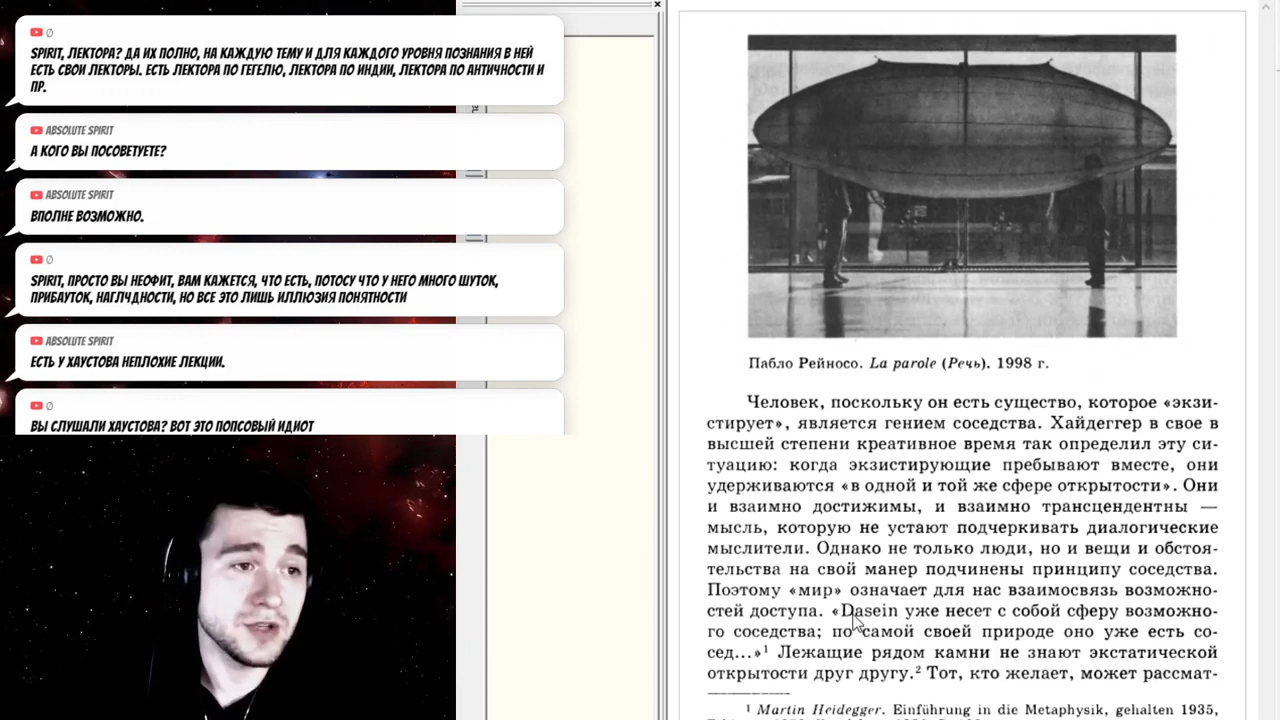 Ø
SPIRIT, ЛЕКТОРА? ДА ИХ ПОЛНО, НА КАЖДУЮ ТЕМУ И ДЛЯ КАЖДОГО УРОВНЯ ПОЗНАНИЯ В НЕЙ
ЕСТЬ СВОИ ЛЕКТОРЫ. ЕСТЬ ЛЕКТОРА ПО ГЕГЕЛЮ, ЛЕКТОРА ПО ИНДИИ, ЛЕКТОРА ПО АНТИЧНОСТИ И
ПР.
ABSOLUTE SPIRIT
А КОГО ВЫ ПОСОВЕТУЕТЕ?
ABSOLUTE SPIRIT
ВПОЛНЕ ВОЗМОЖНО.
Ø
SPIRIT, ПРОСТО ВЫ НЕОФИТ, ВАМ КАЖЕТСЯ, ЧТО ЕСТЬ, ПОТОСУ ЧТО У НЕГО МНОГО ШУТОК,
ПРИБАУТОК, НАГЛЧДНОСТИ, НО ВСЕ ЭТО ЛИШЬ ИЛЛЮЗИЯ ПОНЯТНОСТИ
ABSOLUTE SPIRIT
ЕСТЬ У ХАУСТОВА НЕПЛОХИЕ ЛЕКЦИИ.
Ø
ВЫ СЛУШАЛИ ХАУСТОВА? ВОТ ЭТО ПОПСОВЫЙ ИДИОТ
Пабло Рейносо. La parole (Речь). 1998 г.
Человек, поскольку он есть существо, которое «экзи-
стирует», является гением соседства. Хайдеггер в свое в
высшей степени креативное время так определил эту си-
туацию: когда экзистирующие пребывают вместе, они
удерживаются «в одной и той же сфере открытости». Они
и взаимно достижимы, и взаимно трансцендентны —
мысль, которую не устают подчеркивать диалогические
мыслители. Однако не только люди, но и вещи и обстоя-
тельства на свой манер подчинены принципу соседства.
Поэтому «мир» означает для нас взаимосвязь возможно-
стей доступа. «Dasein уже несет с собой сферу возможно-
го соседства; по самой своей природе оно уже есть со-
сед...»¹ Лежащие рядом камни не знают экстатической
открытости друг другу.² Тот, кто желает, может рассмат-
¹ Martin Heidegger. Einführung in die Metaphysik, gehalten 1935,